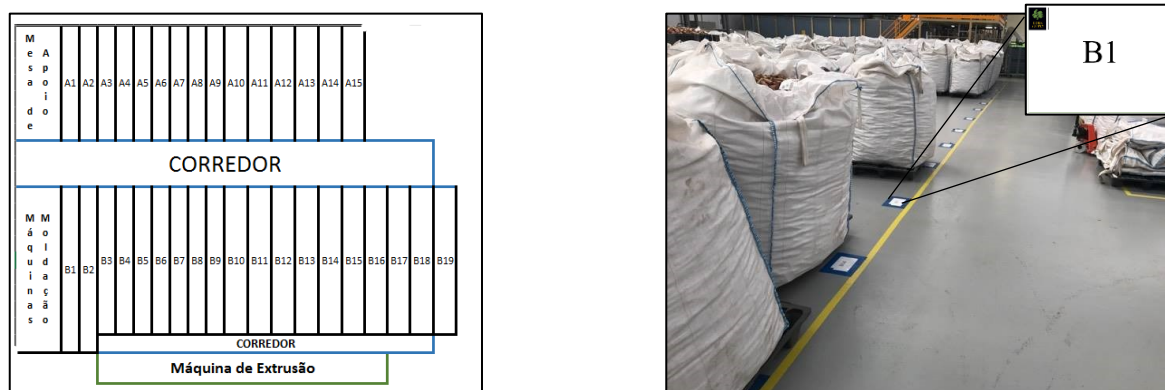 Mesa de
Apoio
A1 A2 A3 A4 A5 A6 A7 A8 A9 A10 A11 A12 A13 A14 A15
CORREDOR
Máquinas
Moldação
B1 B2 B3 B4 B5 B6 B7 B8 B9 B10 B11 B12 B13 B14 B15 B16 B17 B18 B19
CORREDOR
Máquina de Extrusão
B1